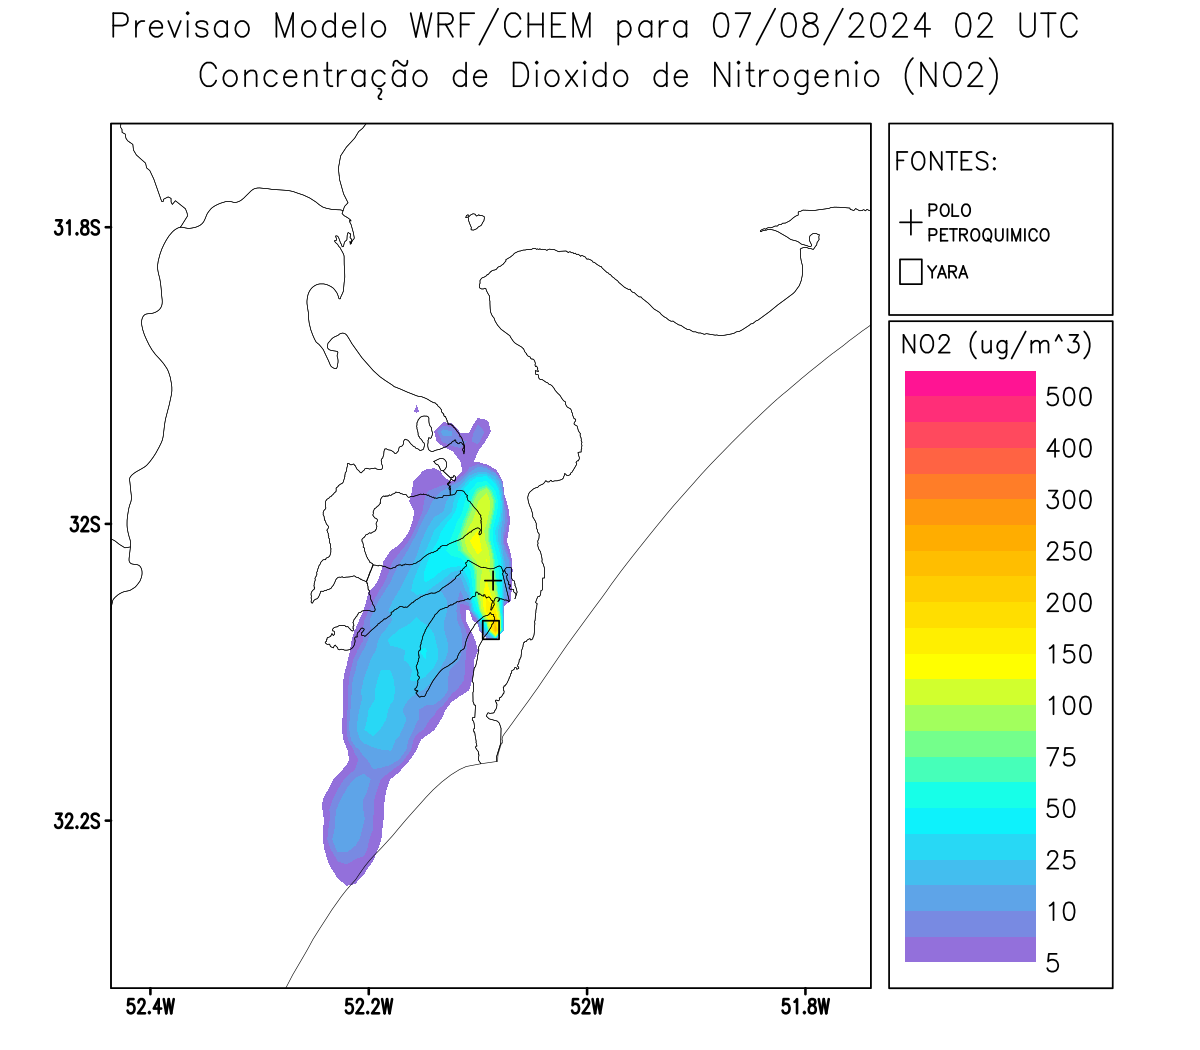 Previsao Modelo WRF/CHEM para 07/08/2024 02 UTC
Concentração de Dioxido de Nitrogenio (NO2)
FONTES:
POLO
PETROQUIMICO
YARA
NO2 (ug/m^3)
500
400
300
250
200
150
100
75
50
25
10
5
31.8S
32S
32.2S
52.4W
52.2W
52W
51.8W